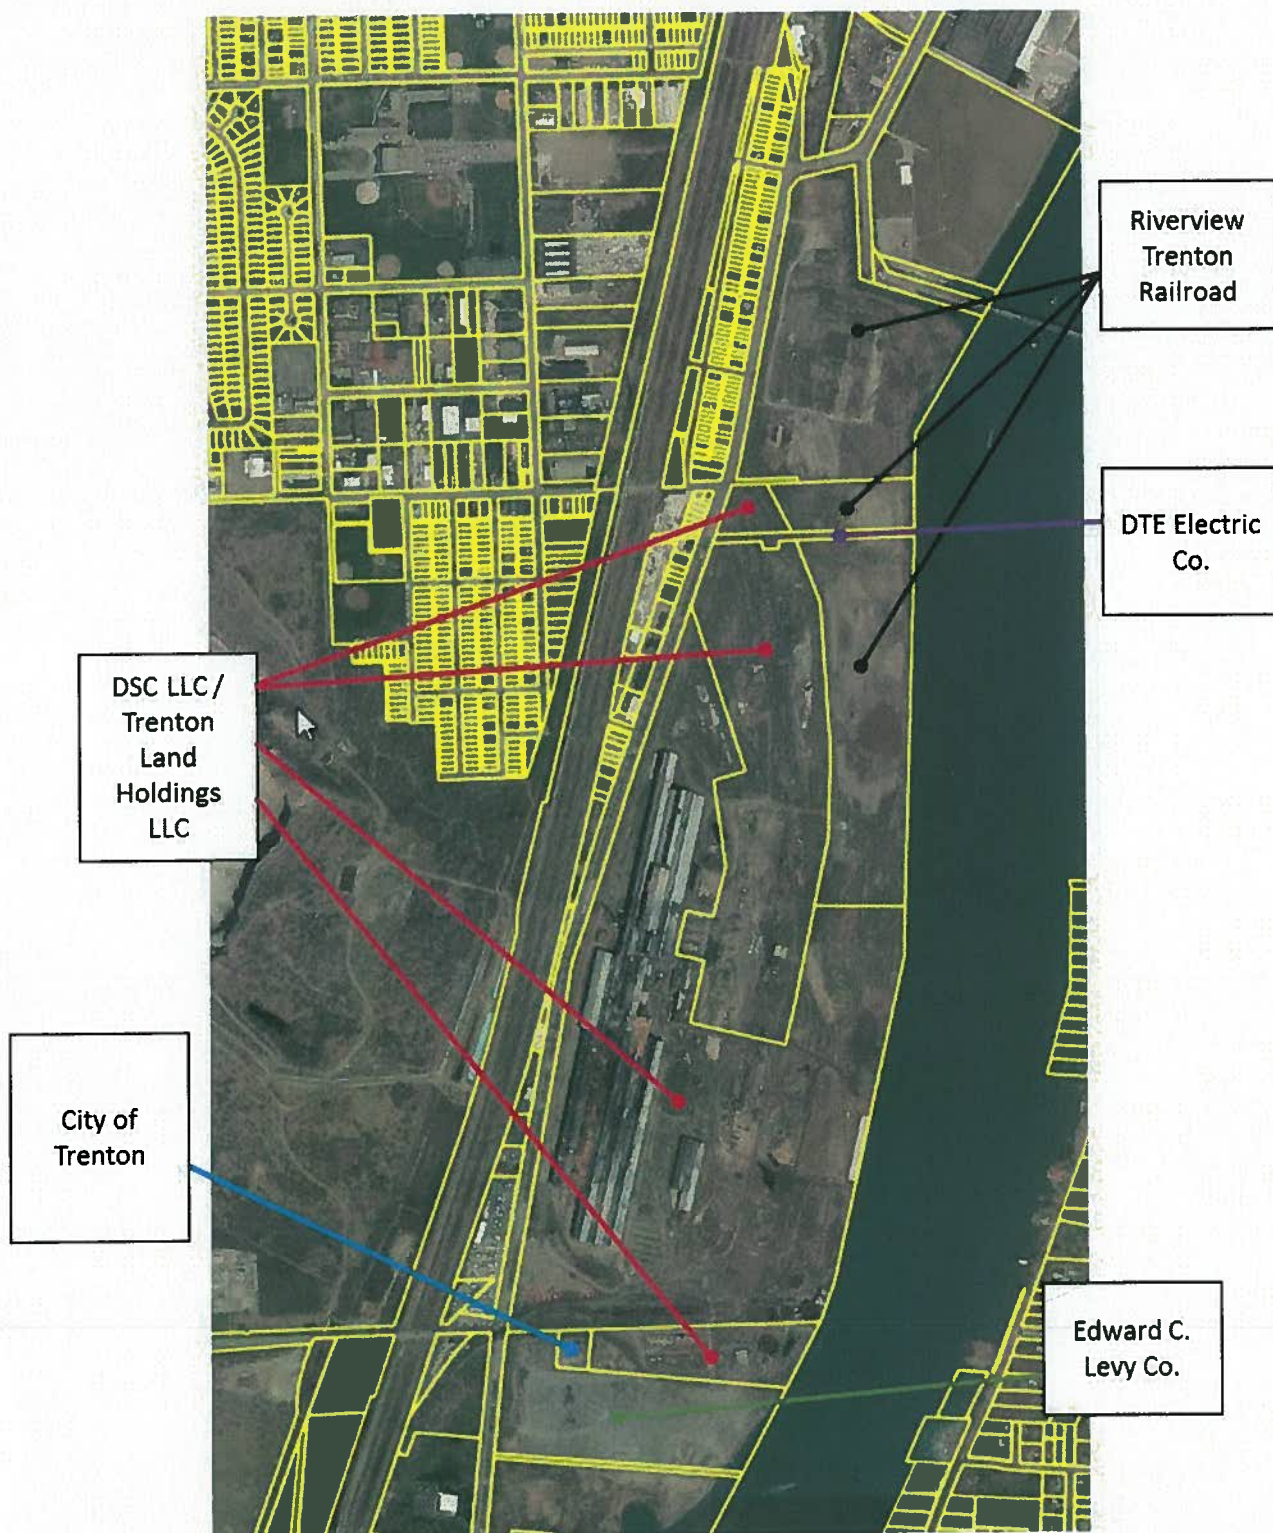 Riverview
Trenton
Railroad
DTE Electric
Co.
DSC LLC /
Trenton
Land
Holdings
LLC
City of
Trenton
Edward C.
Levy Co.